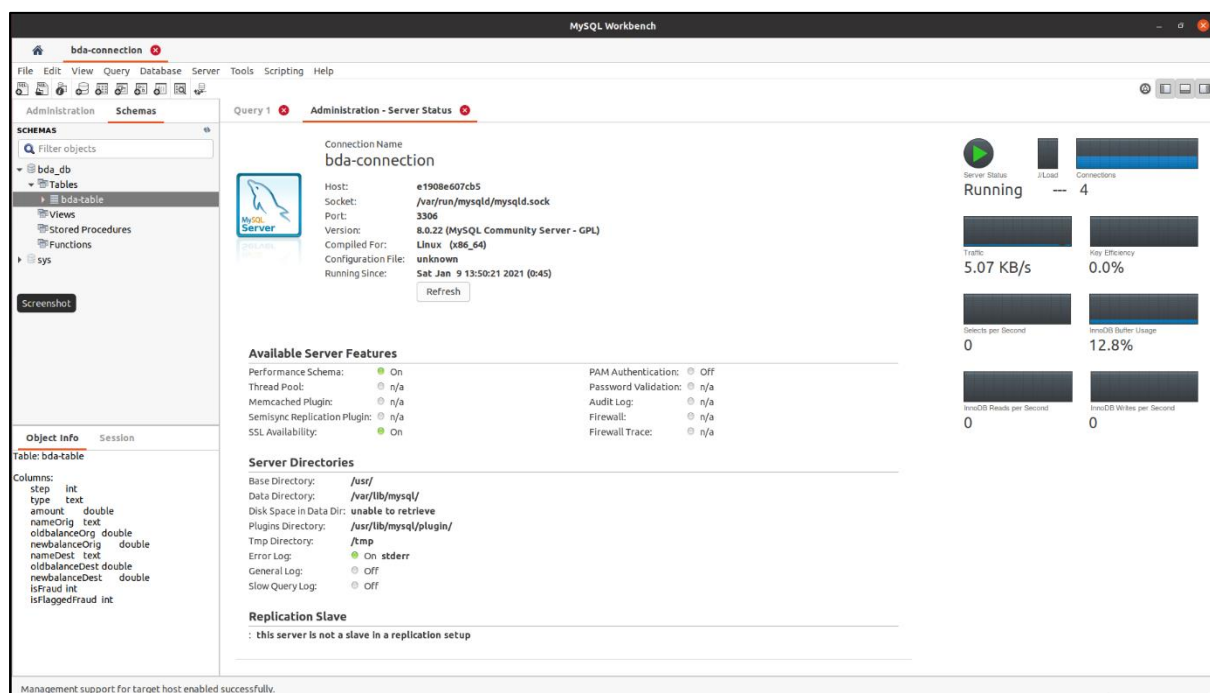 MySQL Workbench
bda-connection
File Edit View Query Database Server Tools Scripting Help
Administration Schemas
SCHEMAS
Filter objects
bda_db
Tables
bda-table
Views
Stored Procedures
Functions
sys
Screenshot
Object Info Session
Table: bda-table
Columns:
step int
type text
amount double
nameOrig text
oldbalanceOrg double
newbalanceOrig double
nameDest text
oldbalanceDest double
newbalanceDest double
isFraud int
isFlaggedFraud int
Query 1 Administration - Server Status
Connection Name
bda-connection
MySQL
Server
Host: e1908e607cb5
Socket: /var/run/mysqld/mysqld.sock
Port: 3306
Version: 8.0.22 (MySQL Community Server - GPL)
Compiled For: Linux (x86_64)
Configuration File: unknown
Running Since: Sat Jan 9 13:50:21 2021 (0:45)
Refresh
Available Server Features
Performance Schema: On PAM Authentication: Off
Thread Pool: n/a Password Validation: n/a
Memcached Plugin: n/a Audit Log: n/a
Semisync Replication Plugin: n/a Firewall: n/a
SSL Availability: On Firewall Trace: n/a
Server Directories
Base Directory: /usr/
Data Directory: /var/lib/mysql/
Disk Space in Data Dir: unable to retrieve
Plugins Directory: /usr/lib/mysql/plugin/
Tmp Directory: /tmp
Error Log: On stderr
General Log: Off
Slow Query Log: Off
Replication Slave
: this server is not a slave in a replication setup
Server Status Load Connections
Running --- 4
Traffic Key Efficiency
5.07 KB/s 0.0%
Selects per Second InnoDB Buffer Usage
0 12.8%
InnoDB Reads per Second InnoDB Writes per Second
0 0
Management support for target host enabled successfully.